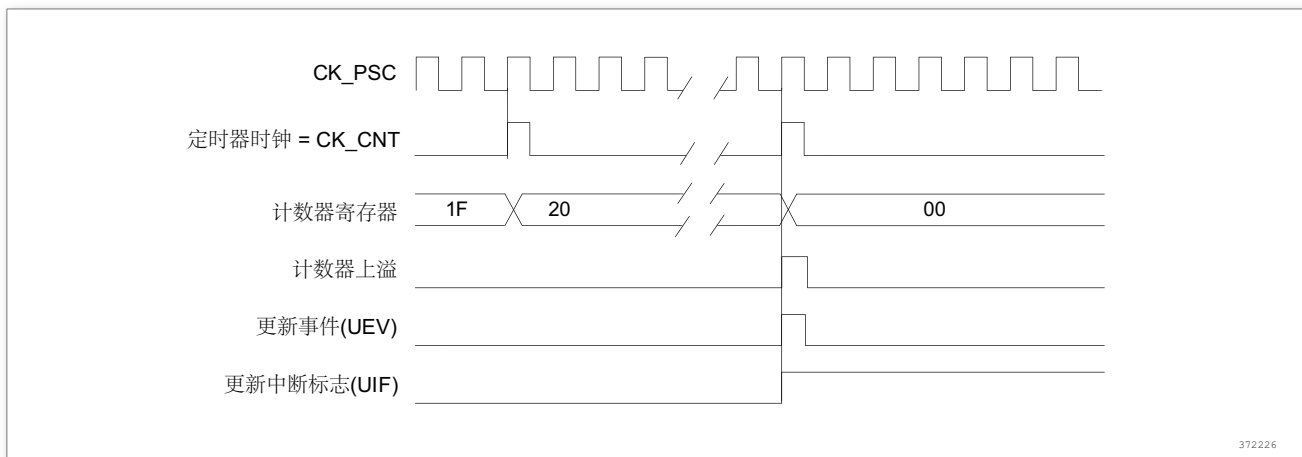 CK_PSC
定时器时钟 = CK_CNT
计数器寄存器 1F 20 00
计数器上溢
更新事件(UEV)
更新中断标志(UIF)
372226